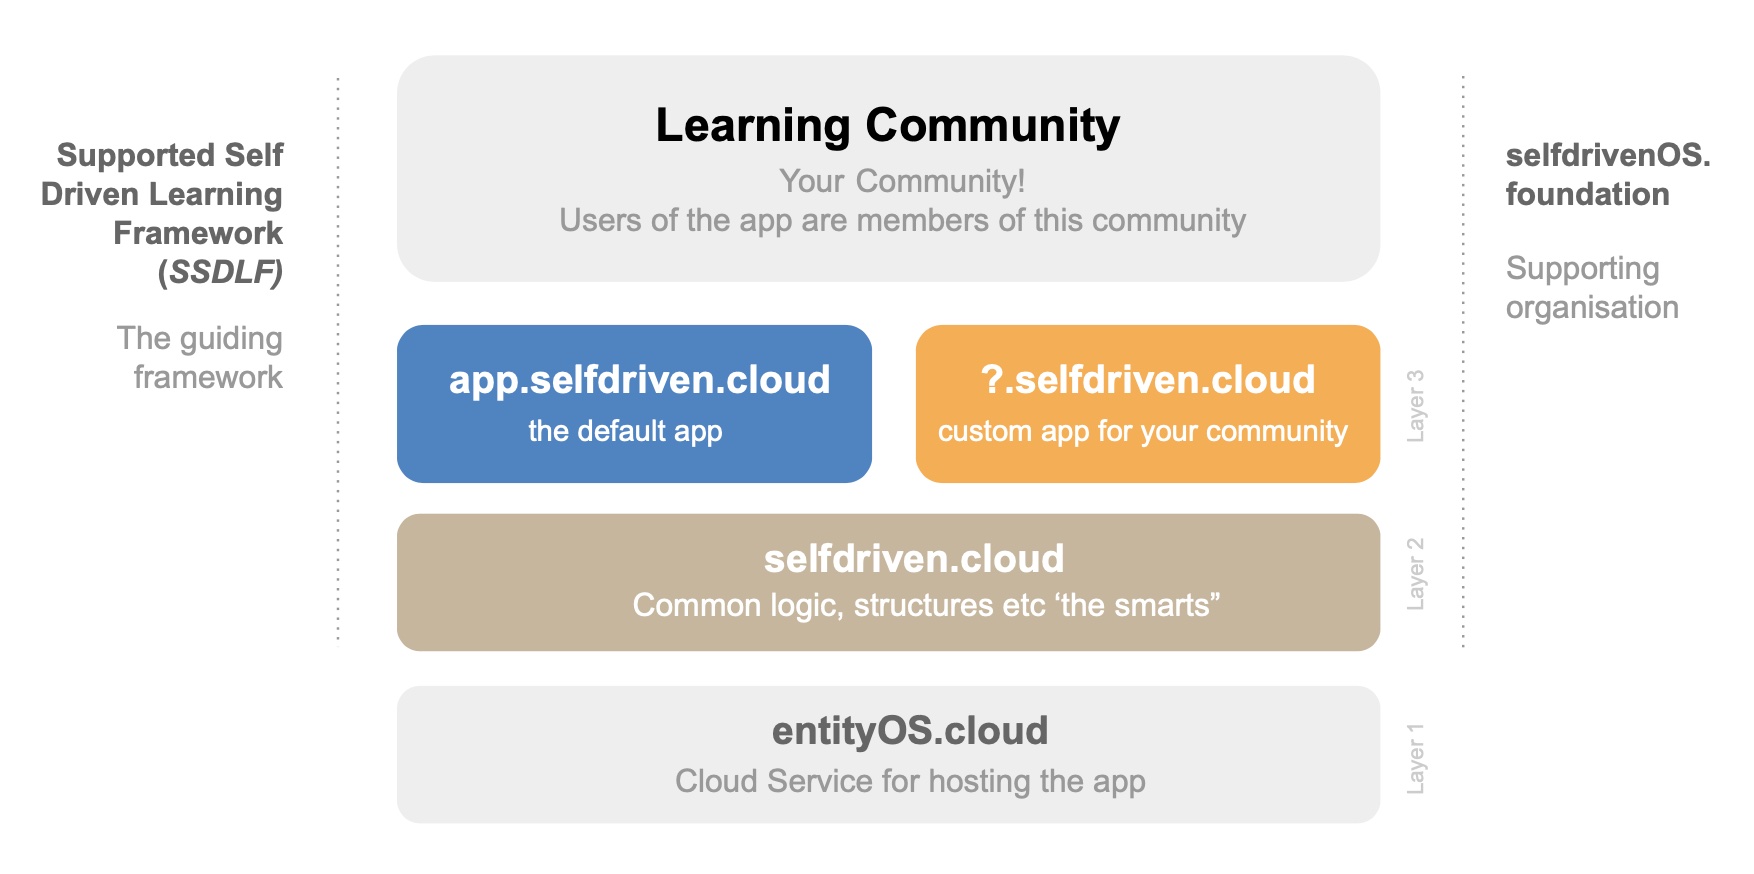 Supported Self
Driven Learning
Framework
(SSDLF)
The guiding
framework
Learning Community
Your Community!
Users of the app are members of this community
app.selfdriven.cloud
the default app
?.selfdriven.cloud
custom app for your community
Layer 3
selfdriven.cloud
Common logic, structures etc ‘the smarts”
Layer 2
entityOS.cloud
Cloud Service for hosting the app
Layer 1
selfdrivenOS.
foundation
Supporting
organisation